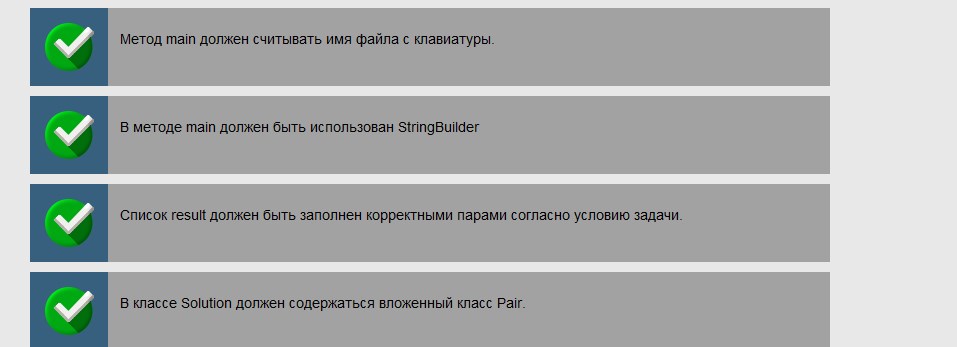 Метод main должен считывать имя файла с клавиатуры.
В методе main должен быть использован StringBuilder
Список result должен быть заполнен корректными парами согласно условию задачи.
В классе Solution должен содержаться вложенный класс Pair.